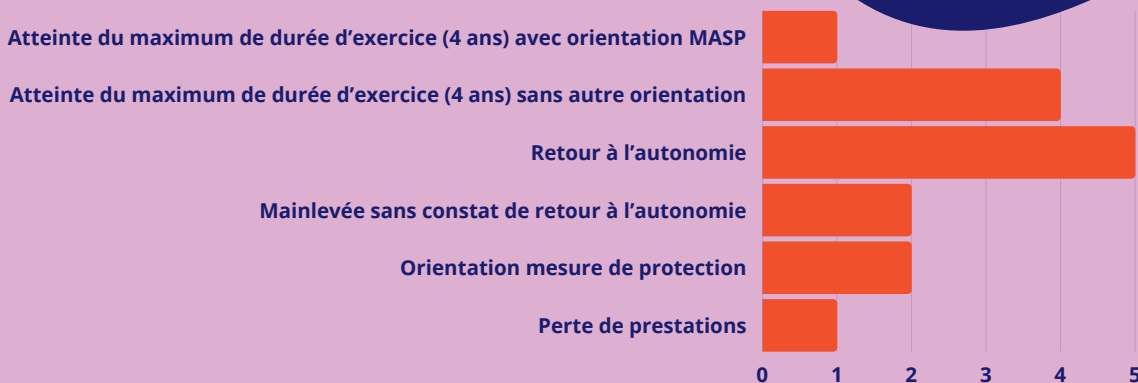 Atteinte du maximum de durée d’exercice (4 ans) avec orientation MASP
Atteinte du maximum de durée d’exercice (4 ans) sans autre orientation
Retour à l’autonomie
Mainlevée sans constat de retour à l’autonomie
Orientation mesure de protection
Perte de prestations
0 1 2 3 4 5